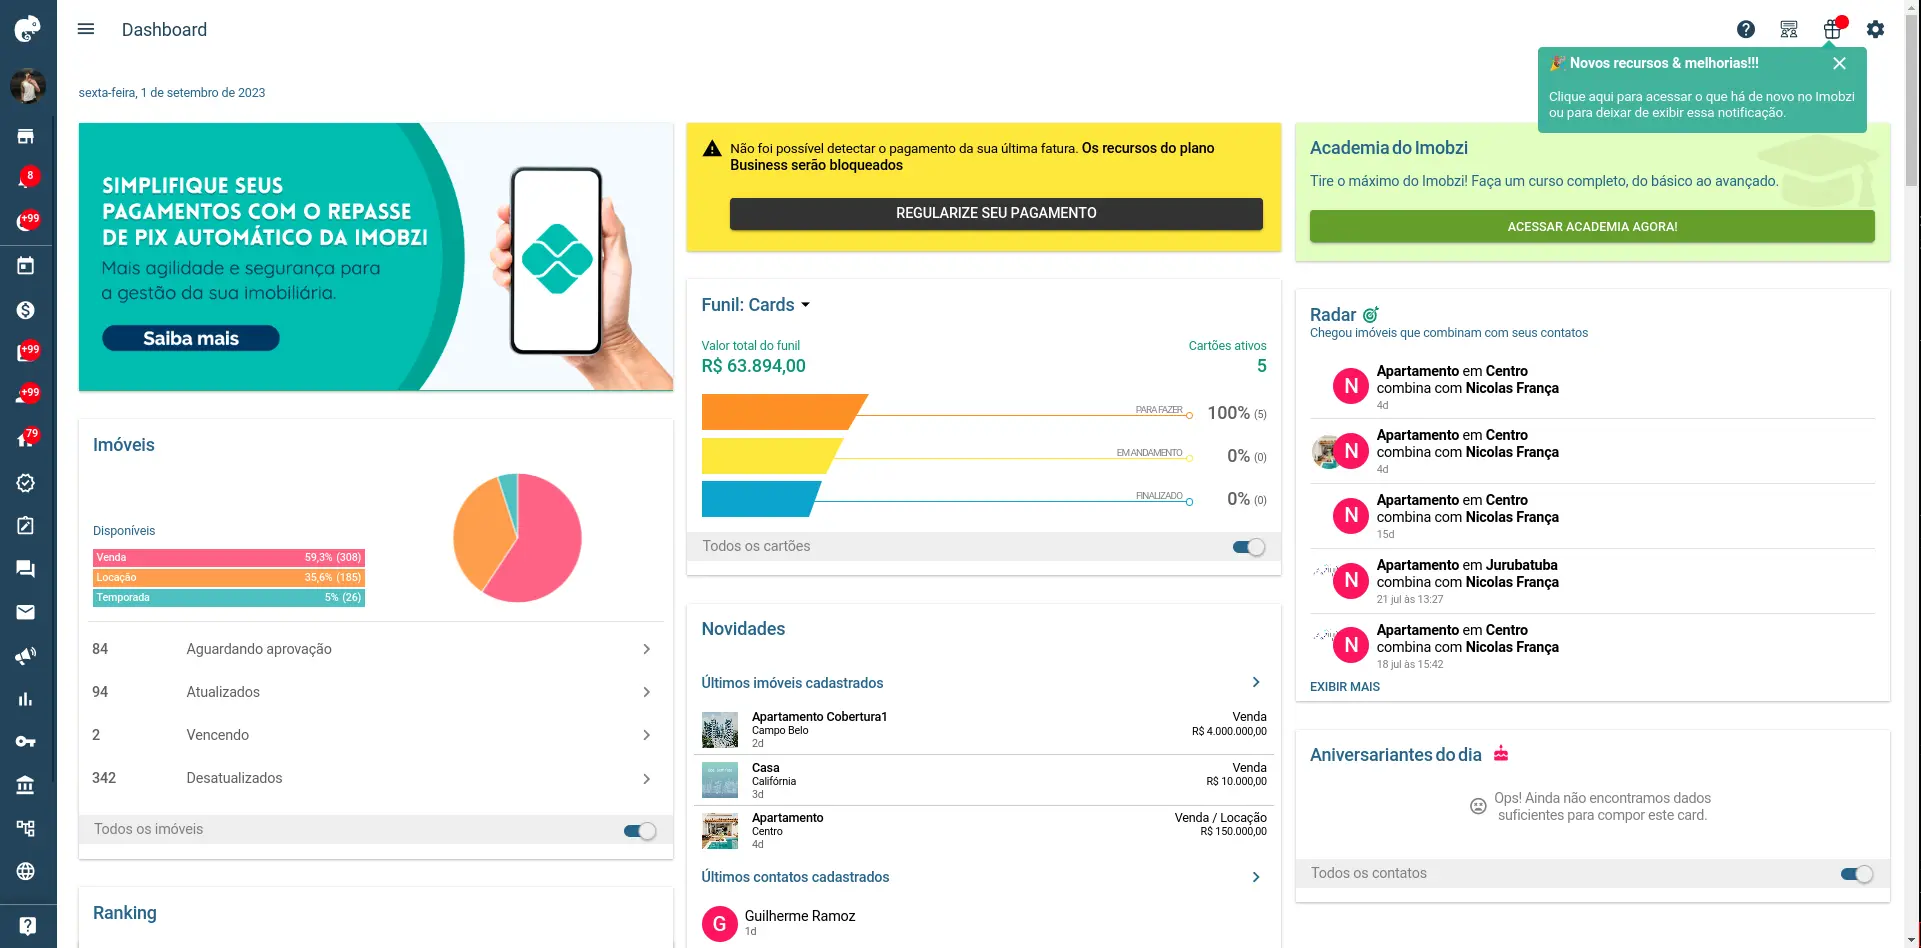 Dashboard
🎉 Novos recursos & melhorias!!!
Clique aqui para acessar o que há de novo no Imobzi
ou para deixar de exibir essa notificação.
8
+99
+99
+99
79
sexta-feira, 1 de setembro de 2023
SIMPLIFIQUE SEUS
PAGAMENTOS COM O REPASSE
DE PIX AUTOMÁTICO DA IMOBZI
Mais agilidade e segurança para
a gestão da sua imobiliária.
Saiba mais
Imóveis
Disponíveis
Venda 59,3% (308)
Locação 35,6% (185)
Temporada 5% (26)
84 Aguardando aprovação
94 Atualizados
2 Vencendo
342 Desatualizados
Todos os imóveis
Ranking
Não foi possível detectar o pagamento da sua última fatura. Os recursos do plano
Business serão bloqueados
REGULARIZE SEU PAGAMENTO
Funil: Cards
Valor total do funil Cartões ativos
R$ 63.894,00 5
PARA FAZER 100% (5)
EM ANDAMENTO 0% (0)
FINALIZADO 0% (0)
Todos os cartões
Novidades
Últimos imóveis cadastrados
Apartamento Cobertura1 Venda
Campo Belo R$ 4.000.000,00
2d
Casa Venda
Califórnia R$ 10.000,00
3d
Apartamento Venda / Locação
Centro R$ 150.000,00
4d
Últimos contatos cadastrados
G Guilherme Ramoz
1d
Academia do Imobzi
Tire o máximo do Imobzi! Faça um curso completo, do básico ao avançado.
ACESSAR ACADEMIA AGORA!
Radar
Chegou imóveis que combinam com seus contatos
N Apartamento em Centro
combina com Nicolas França
4d
N Apartamento em Centro
combina com Nicolas França
4d
N Apartamento em Centro
combina com Nicolas França
15d
N Apartamento em Jurubatuba
combina com Nicolas França
21 jul às 13:27
N Apartamento em Centro
combina com Nicolas França
18 jul às 15:42
EXIBIR MAIS
Aniversariantes do dia
Ops! Ainda não encontramos dados
suficientes para compor este card.
Todos os contatos